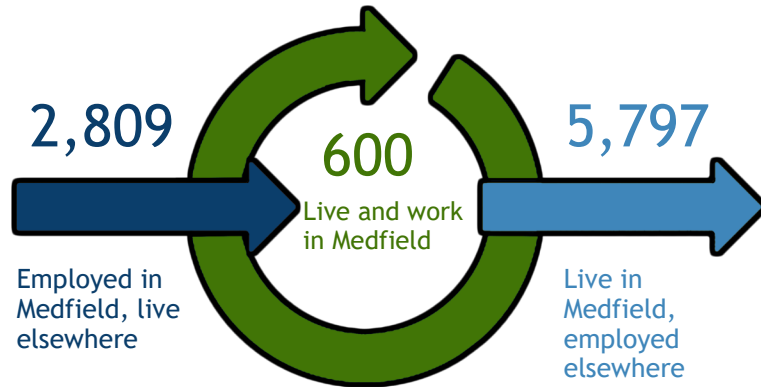 2,809
Employed in
Medfield, live
elsewhere
600
Live and work
in Medfield
5,797
Live in
Medfield,
employed
elsewhere